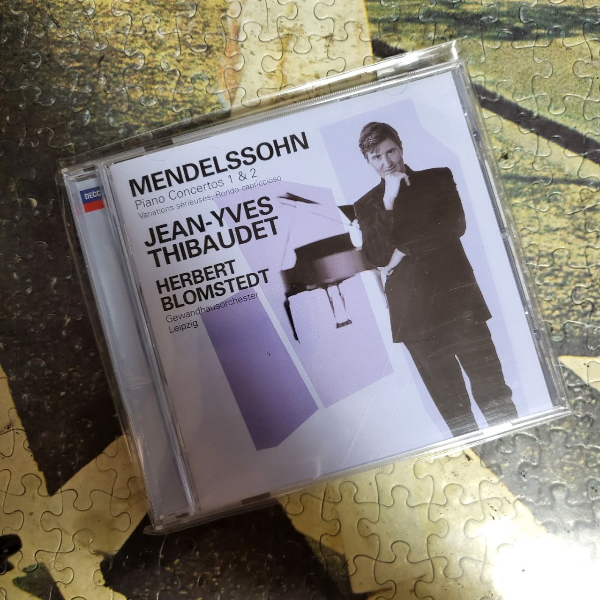 DECCA
MENDELSSOHN
Piano Concertos 1 & 2
Variations sérieuses, Rondo capriccioso
JEAN-YVES
THIBAUDET
HERBERT
BLOMSTEDT
Gewandhausorchester
Leipzig